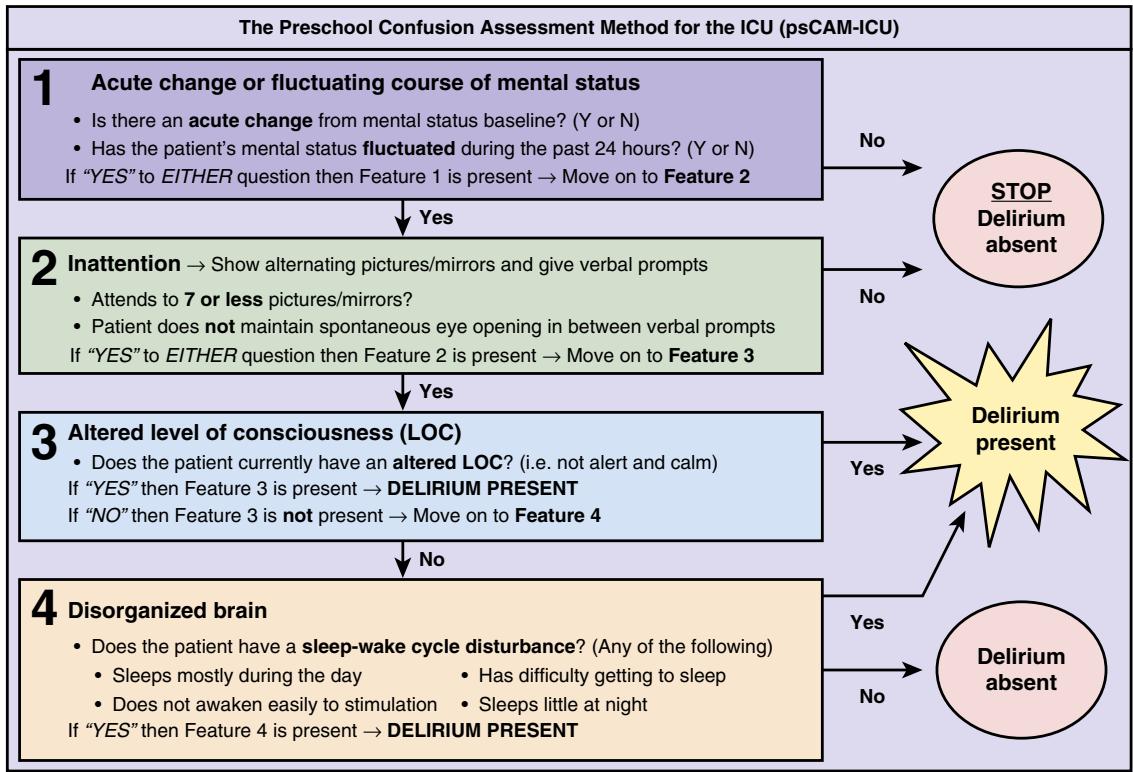 The Preschool Confusion Assessment Method for the ICU (psCAM-ICU)
1 Acute change or fluctuating course of mental status
• Is there an acute change from mental status baseline? (Y or N)
• Has the patient's mental status fluctuated during the past 24 hours? (Y or N)
If "YES" to EITHER question then Feature 1 is present → Move on to Feature 2
No
STOP
Delirium
absent
Yes
2 Inattention → Show alternating pictures/mirrors and give verbal prompts
• Attends to 7 or less pictures/mirrors?
• Patient does not maintain spontaneous eye opening in between verbal prompts
If "YES" to EITHER question then Feature 2 is present → Move on to Feature 3
No
Yes
3 Altered level of consciousness (LOC)
• Does the patient currently have an altered LOC? (i.e. not alert and calm)
If "YES" then Feature 3 is present → DELIRIUM PRESENT
If "NO" then Feature 3 is not present → Move on to Feature 4
Yes
Delirium
present
No
4 Disorganized brain
• Does the patient have a sleep-wake cycle disturbance? (Any of the following)
• Sleeps mostly during the day • Has difficulty getting to sleep
• Does not awaken easily to stimulation • Sleeps little at night
If "YES" then Feature 4 is present → DELIRIUM PRESENT
Yes
No
Delirium
absent